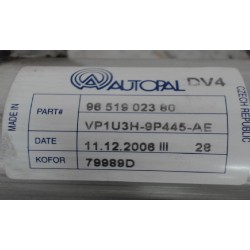 AUTOPAL DV4
MADE IN
PART# 96 519 023 80
VP1U3H-9P445-AE
DATE 11.12.2006 III 28
KOFOR 79989D
CZECH REPUBLIC